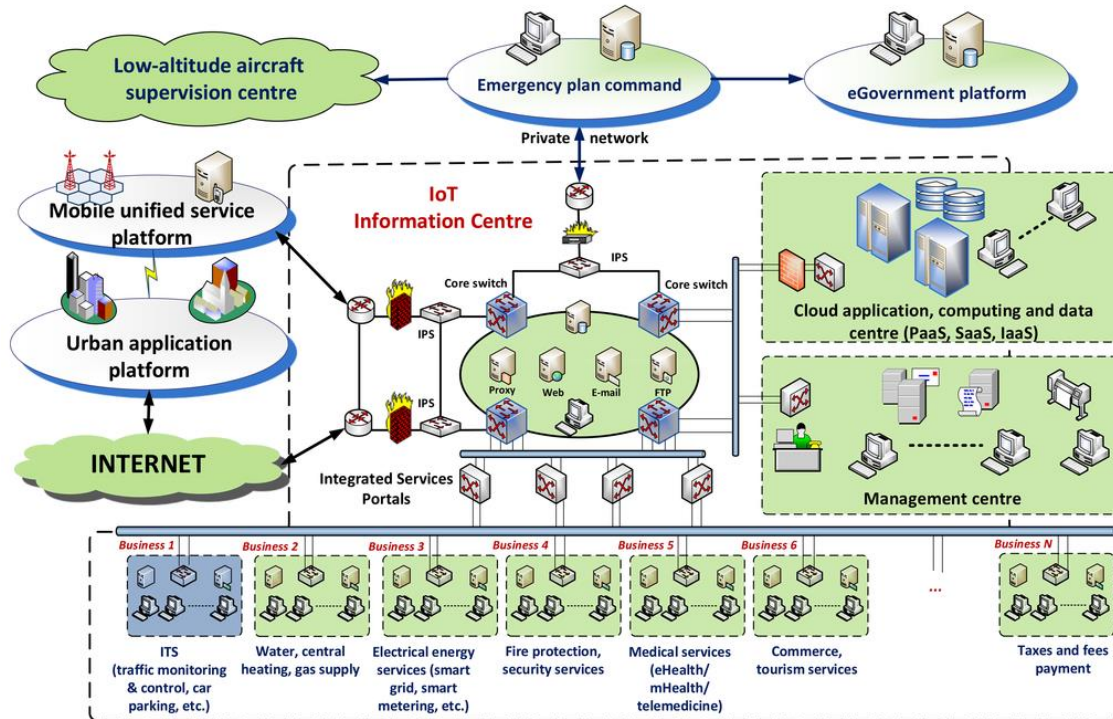 Low-altitude aircraft
supervision centre
Emergency plan command
eGovernment platform
Private network
Mobile unified service
platform
IoT
Information Centre
IPS
Core switch
Core switch
IPS
Cloud application, computing and data
centre (PaaS, SaaS, IaaS)
Urban application
platform
Proxy
Web
E-mail
FTP
IPS
INTERNET
Integrated Services
Portals
Management centre
Business 1
Business 2
Business 3
Business 4
Business 5
Business 6
Business N
...
ITS
(traffic monitoring
& control, car
parking, etc.)
Water, central
heating, gas supply
Electrical energy
services (smart
grid, smart
metering, etc.)
Fire protection,
security services
Medical services
(eHealth/
mHealth/
telemedicine)
Commerce,
tourism services
Taxes and fees
payment